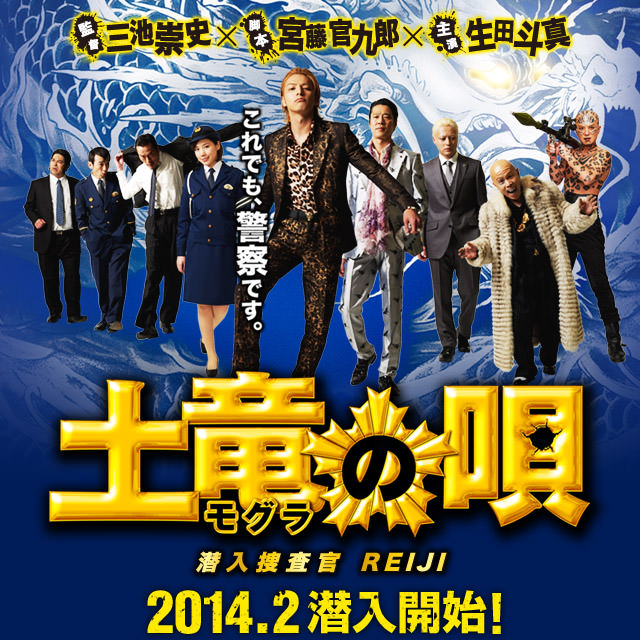 監督 三池崇史×脚本 宮藤官九郎×主演 生田斗真
これでも、警察です。
土竜の唄
モグラ
潜入捜査官 REIJI
2014.2 潜入開始!